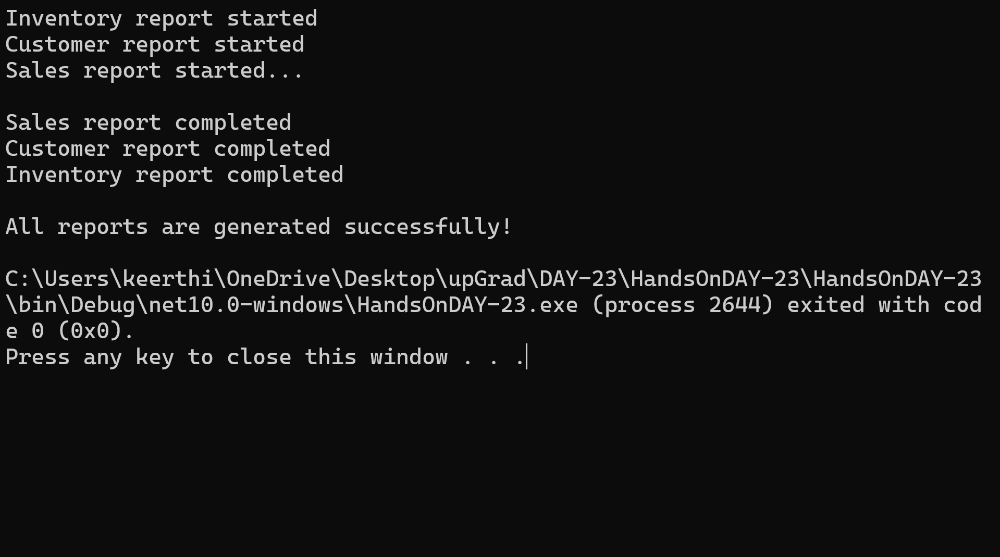 Inventory report started
Customer report started
Sales report started...
Sales report completed
Customer report completed
Inventory report completed
All reports are generated successfully!
C:\Users\keerthi\OneDrive\Desktop\upGrad\DAY-23\HandsOnDAY-23\HandsOnDAY-23
\bin\Debug\net10.0-windows\HandsOnDAY-23.exe (process 2644) exited with cod
e 0 (0x0).
Press any key to close this window . . .